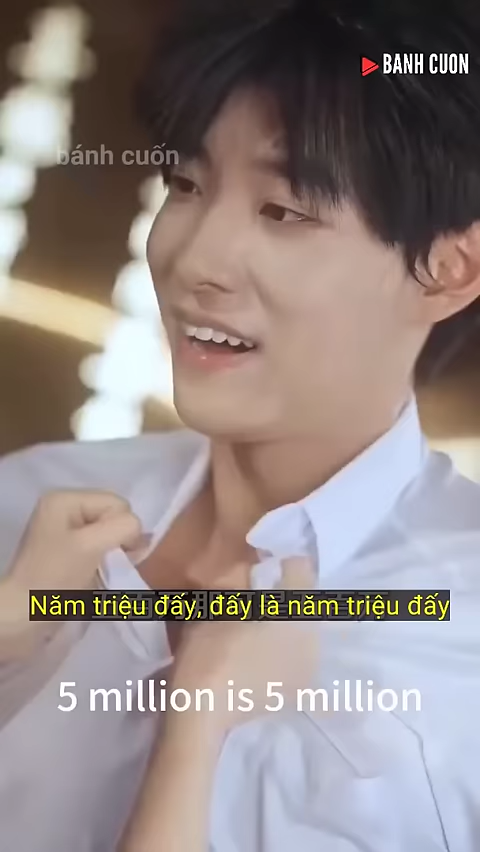 BANH CUON
bánh cuốn
Năm triệu đấy, đấy là năm triệu đấy
5 million is 5 million